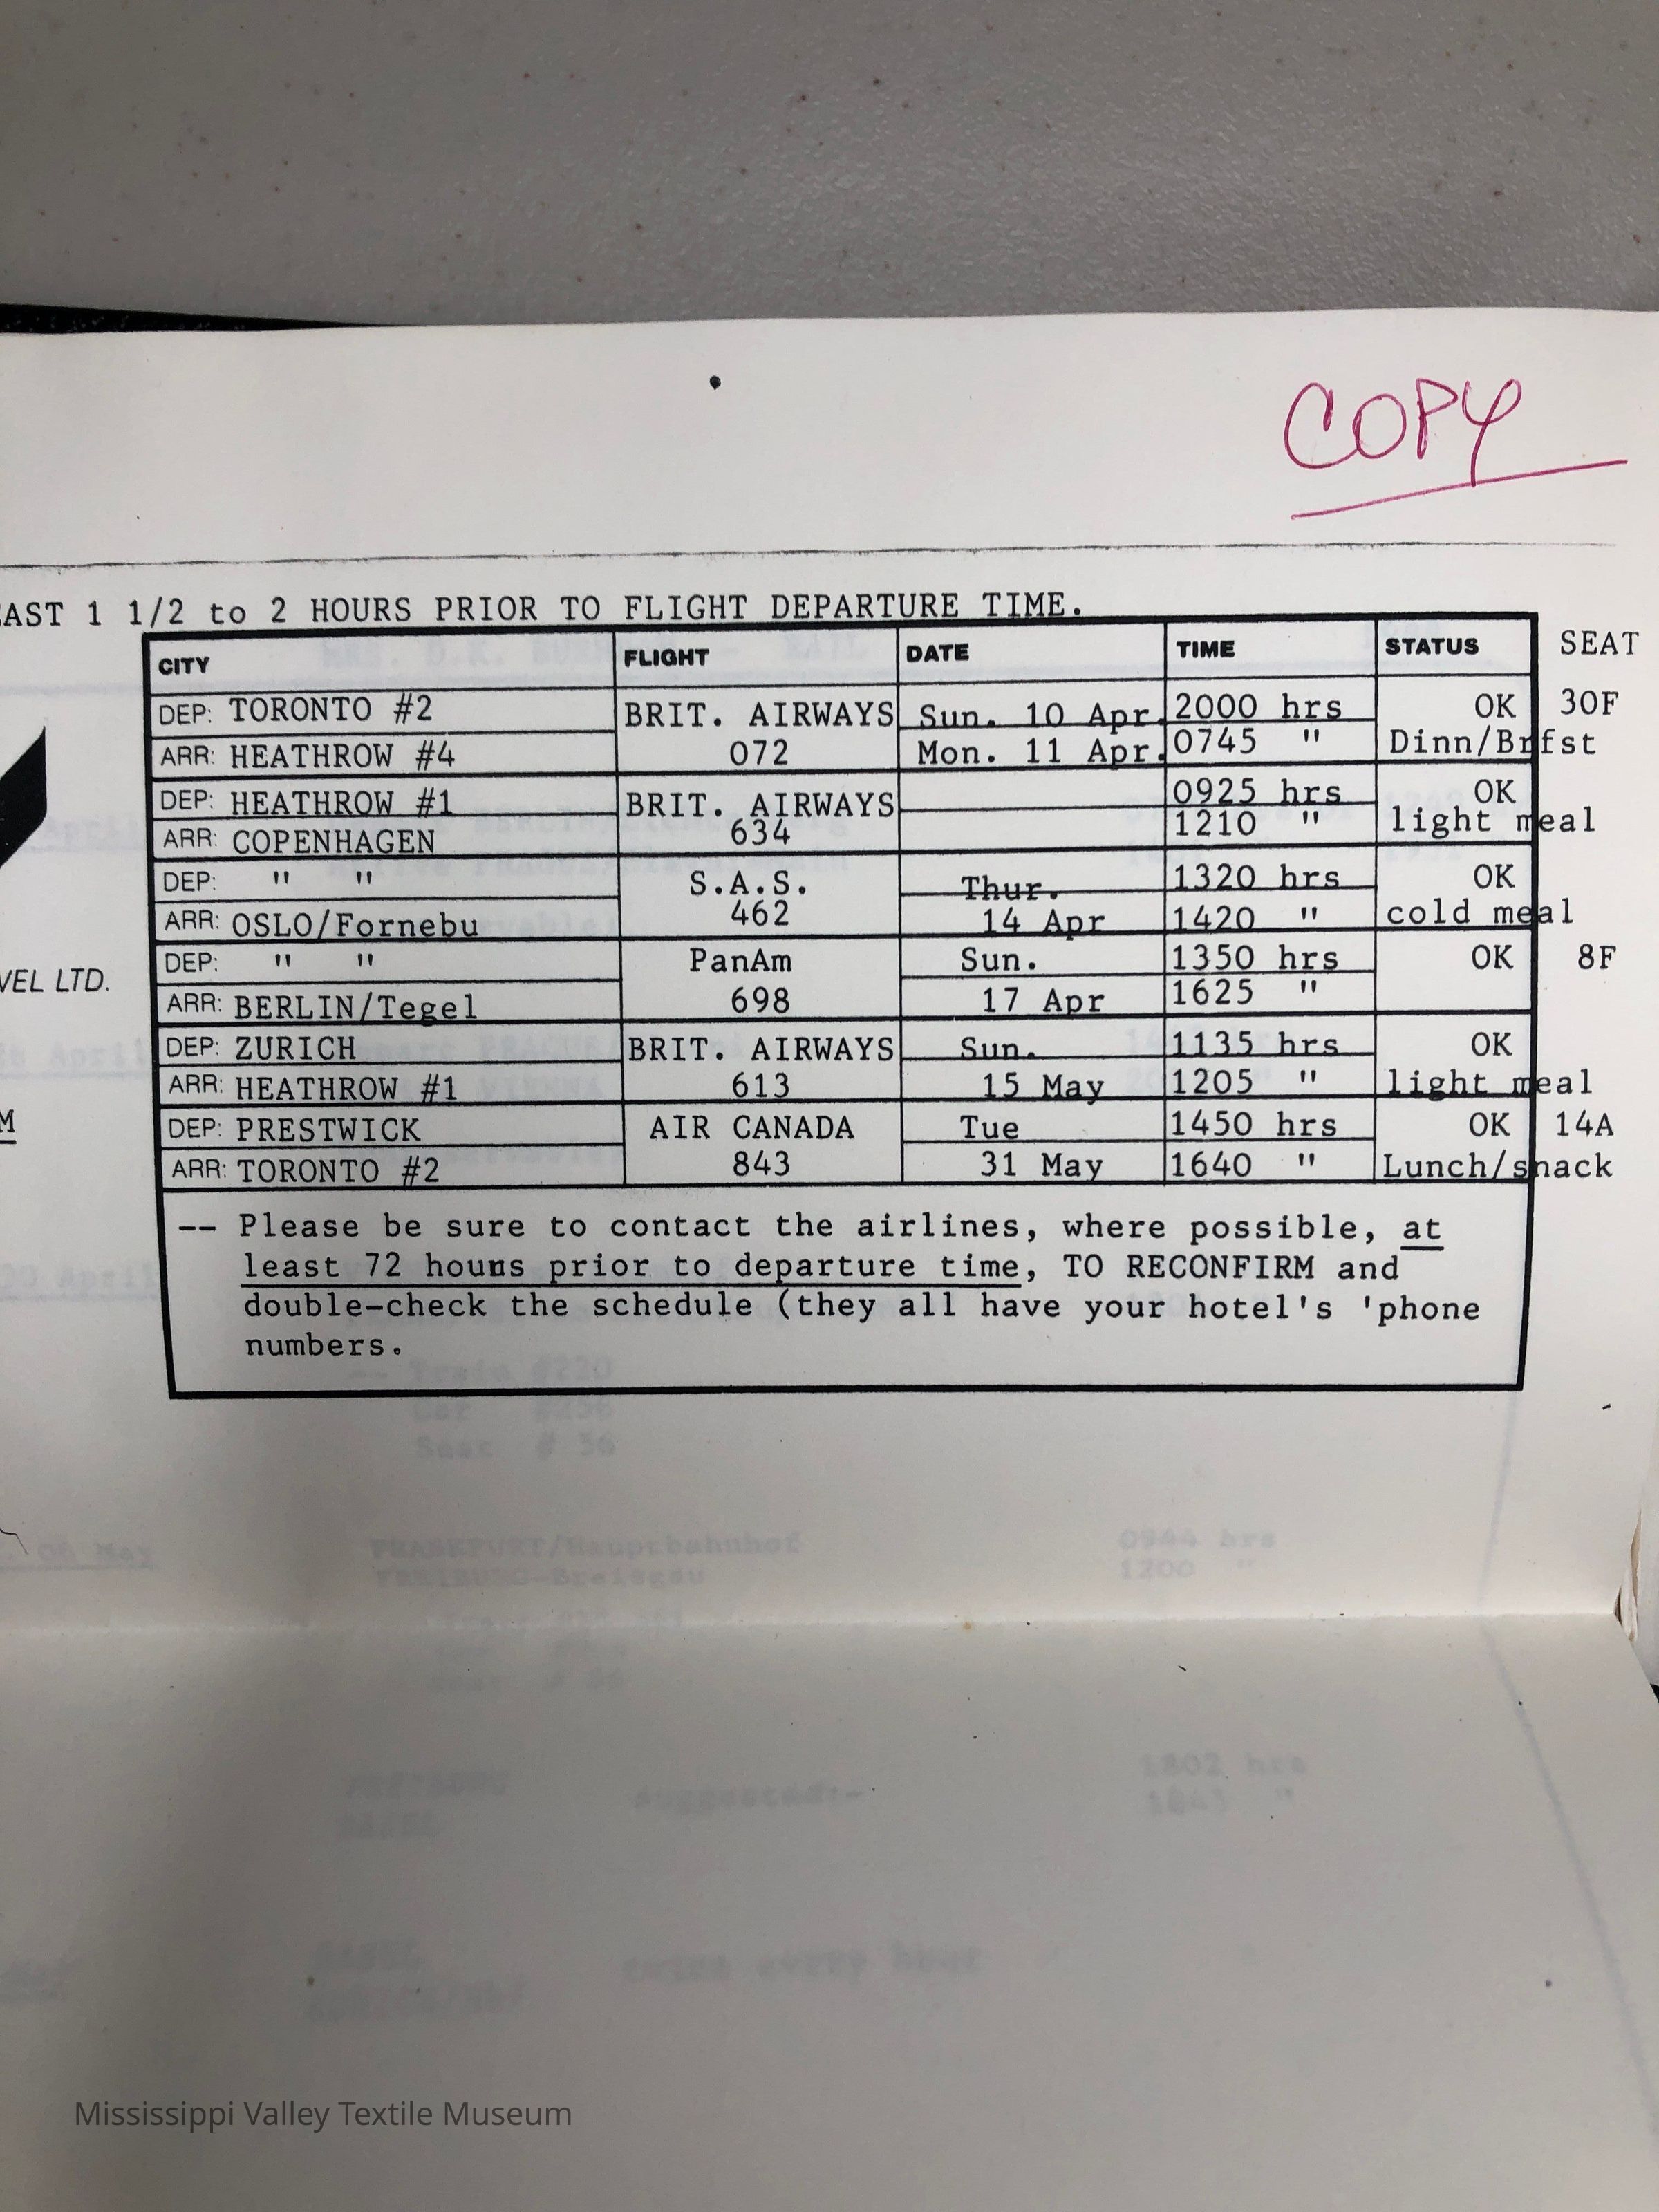 COPY
EAST 1 1/2 to 2 HOURS PRIOR TO FLIGHT DEPARTURE TIME.
CITY FLIGHT DATE TIME STATUS SEAT
DEP: TORONTO #2 BRIT. AIRWAYS Sun. 10 Apr. 2000 hrs OK 30F
ARR: HEATHROW #4 072 Mon. 11 Apr. 0745 " Dinn/Brfst
DEP: HEATHROW #1 BRIT. AIRWAYS 0925 hrs OK
ARR: COPENHAGEN 634 1210 " light meal
DEP: " " S.A.S. Thur. 1320 hrs OK
ARR: OSLO/Fornebu 462 14 Apr 1420 " cold meal
DEP: " " PanAm Sun. 1350 hrs OK 8F
VEL LTD.
ARR: BERLIN/Tegel 698 17 Apr 1625 "
DEP: ZURICH BRIT. AIRWAYS Sun. 1135 hrs OK
ARR: HEATHROW #1 613 15 May 1205 " light meal
M
DEP: PRESTWICK AIR CANADA Tue 1450 hrs OK 14A
ARR: TORONTO #2 843 31 May 1640 " Lunch/snack
-- Please be sure to contact the airlines, where possible, at
least 72 houns prior to departure time, TO RECONFIRM and
double-check the schedule (they all have your hotel's 'phone
numbers.
Mississippi Valley Textile Museum